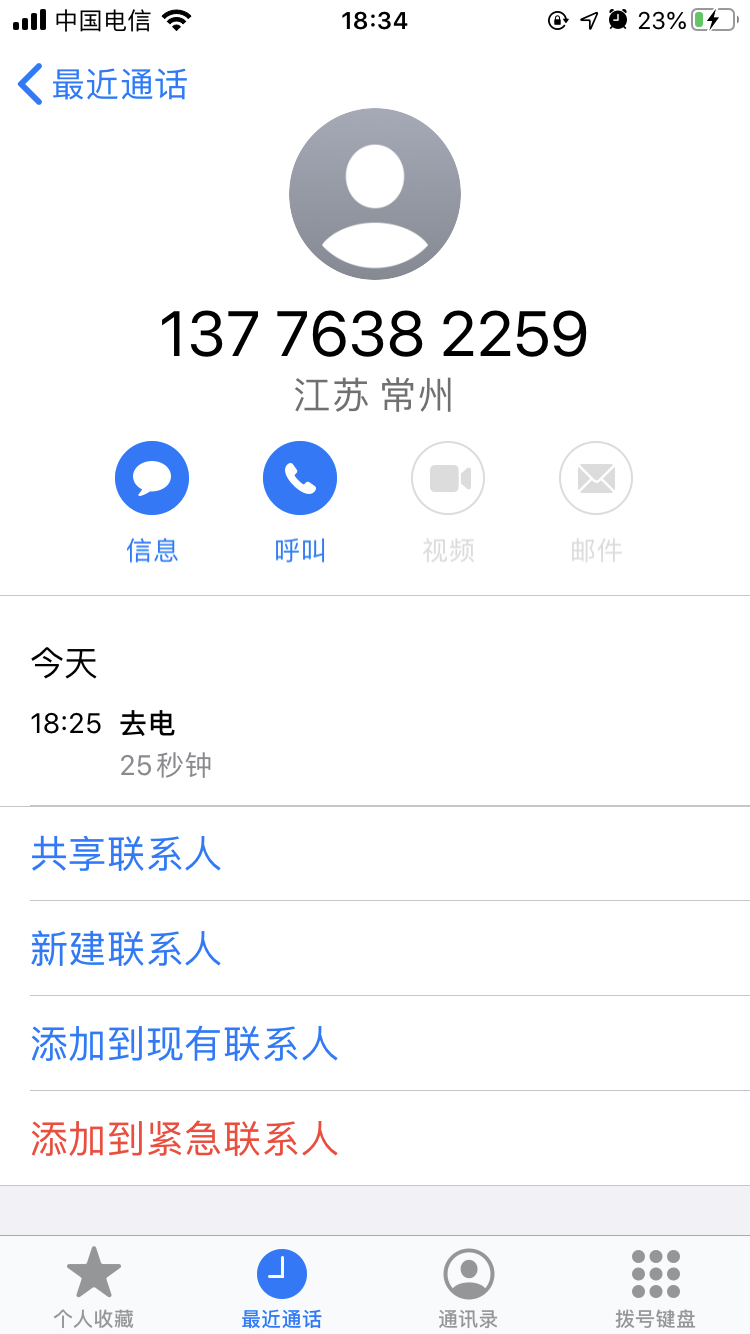 中国电信 18:34 23%
最近通话
137 7638 2259
江苏 常州
信息 呼叫 视频 邮件
今天
18:25 去电
25秒钟
共享联系人
新建联系人
添加到现有联系人
添加到紧急联系人
个人收藏 最近通话 通讯录 拨号键盘